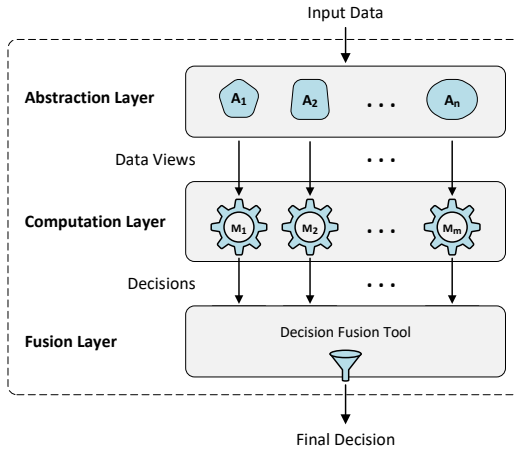 Input Data
Abstraction Layer
A1 A2 ... An
Data Views ...
Computation Layer
M1 M2 ... Mm
Decisions ...
Decision Fusion Tool
Fusion Layer
Final Decision